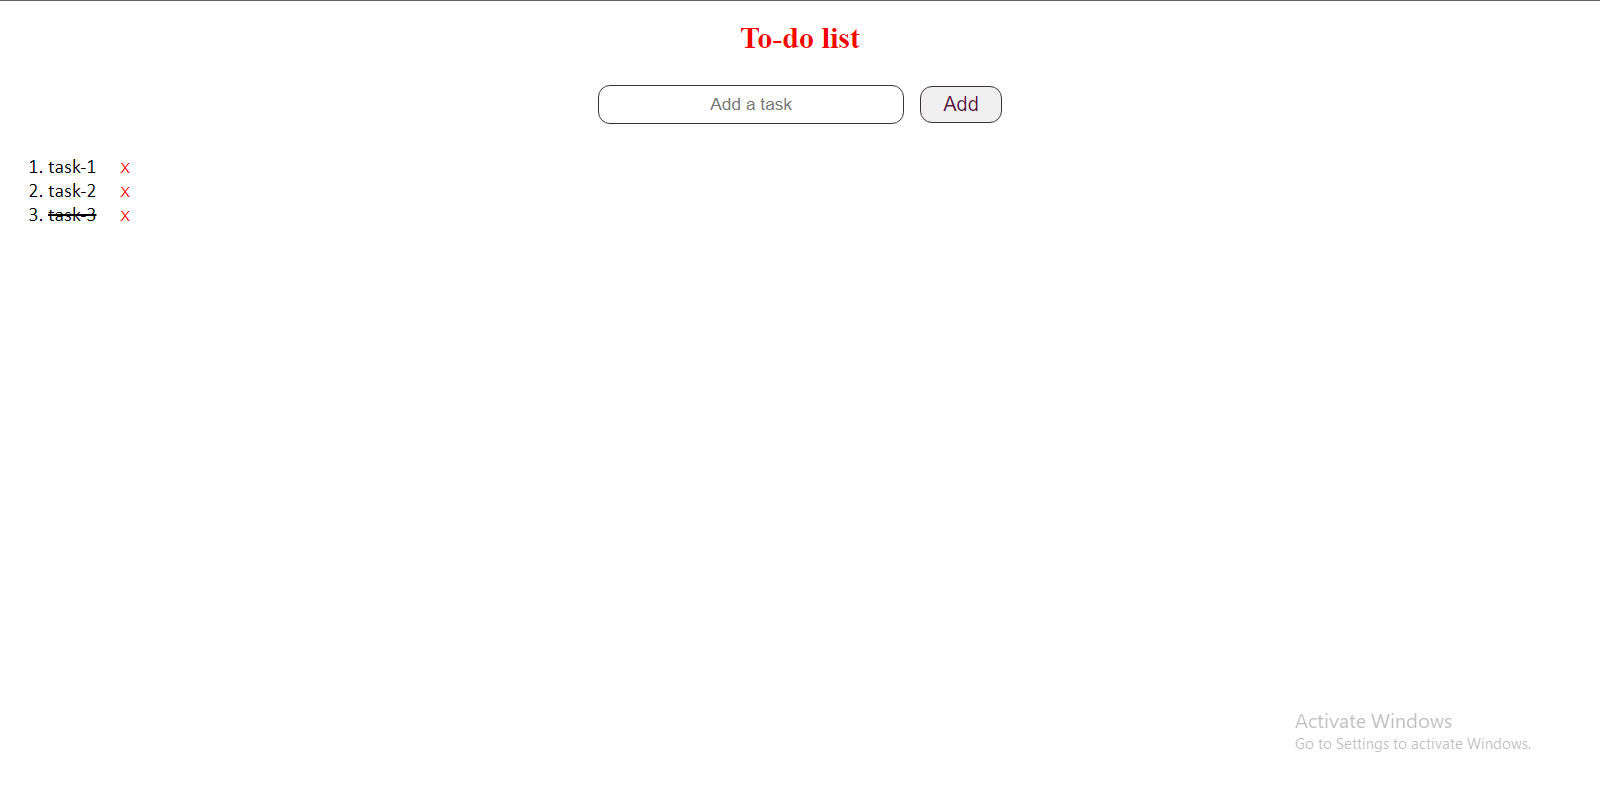 To-do list
Add a task Add
1. task-1 x
2. task-2 x
3. task-3 x
Activate Windows
Go to Settings to activate Windows.